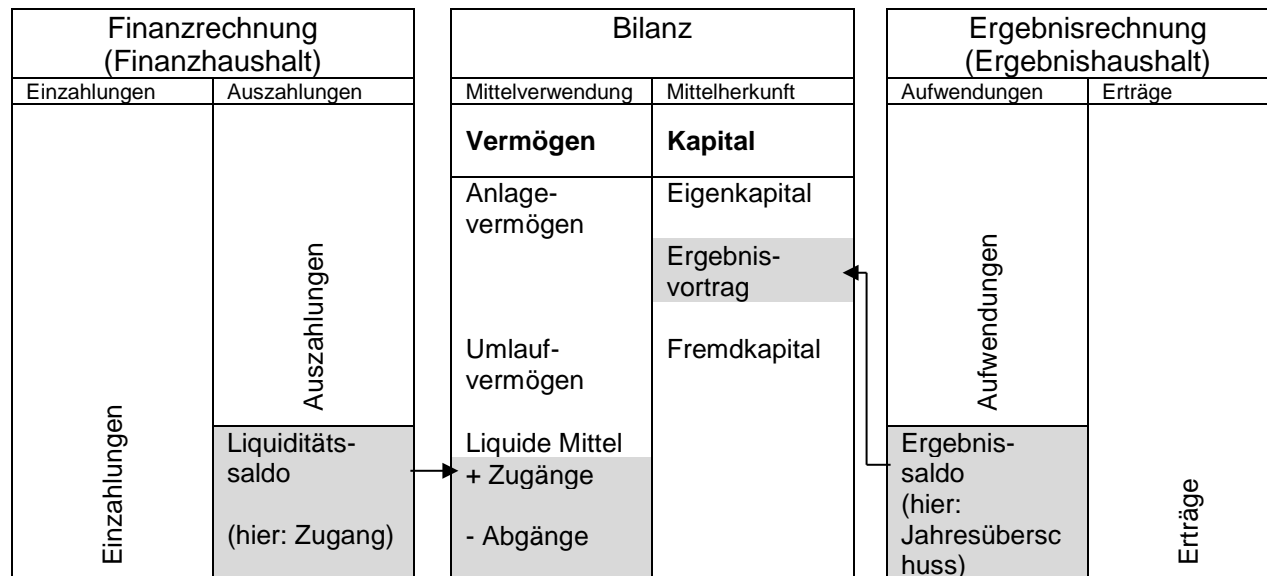 Finanzrechnung
(Finanzhaushalt)
Einzahlungen
Auszahlungen
Einzahlungen
Auszahlungen
Liquiditäts-
saldo
(hier: Zugang)
Bilanz
Mittelverwendung
Mittelherkunft
Vermögen
Kapital
Anlage-
vermögen
Umlauf-
vermögen
Liquide Mittel
+ Zugänge
- Abgänge
Eigenkapital
Ergebnis-
vortrag
Fremdkapital
Ergebnisrechnung
(Ergebnishaushalt)
Aufwendungen
Erträge
Aufwendungen
Ergebnis-
saldo
(hier:
Jahresübersc
huss)
Erträge